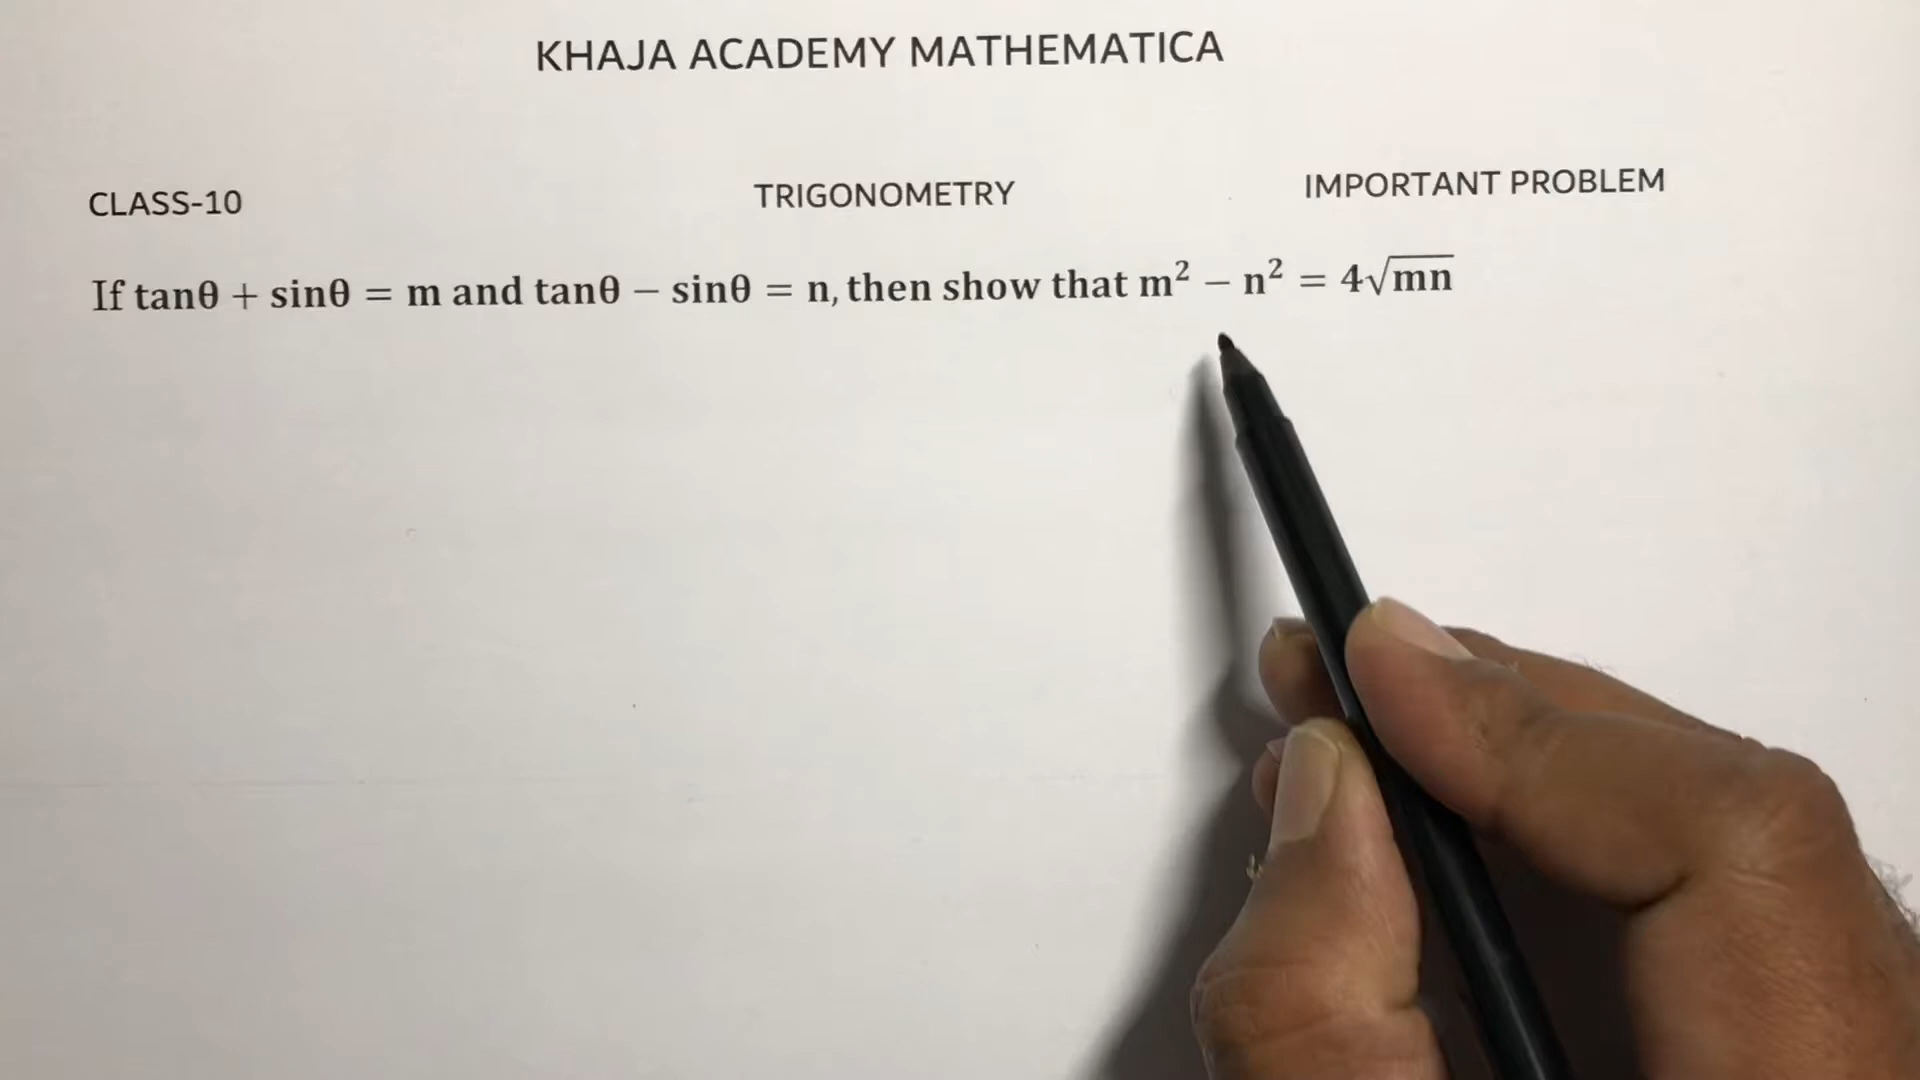 KHAJA ACADEMY MATHEMATICA
CLASS-10 TRIGONOMETRY IMPORTANT PROBLEM
If tanθ + sinθ = m and tanθ − sinθ = n, then show that m² − n² = 4√mn